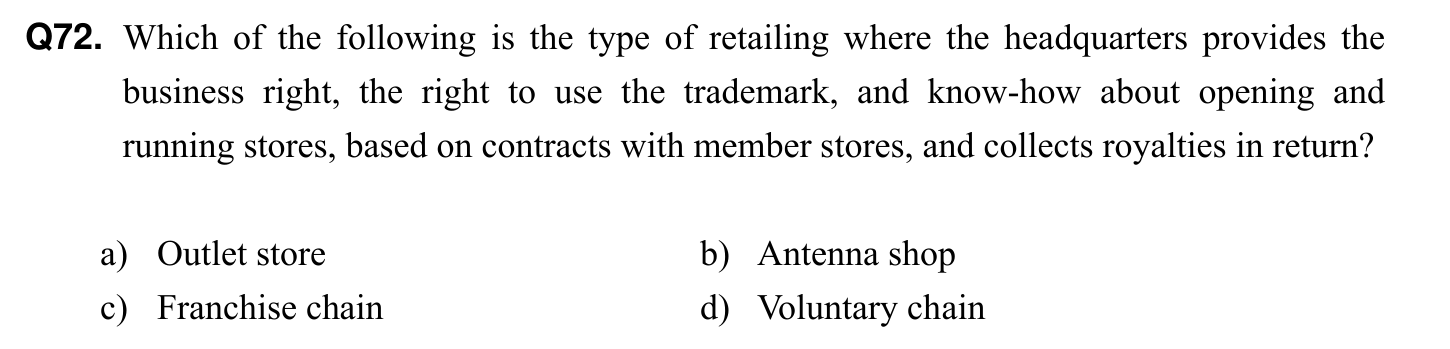 Q72. Which of the following is the type of retailing where the headquarters provides the
business right, the right to use the trademark, and know-how about opening and
running stores, based on contracts with member stores, and collects royalties in return?
a) Outlet store b) Antenna shop
c) Franchise chain d) Voluntary chain